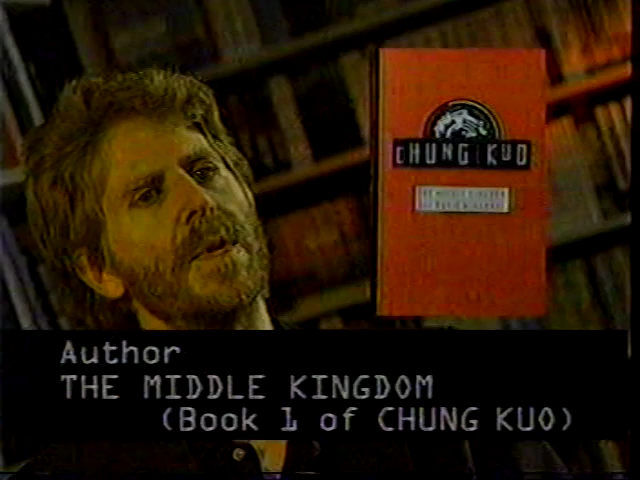 CHUNG KUO
Author
THE MIDDLE KINGDOM
(Book 1 of CHUNG KUO)